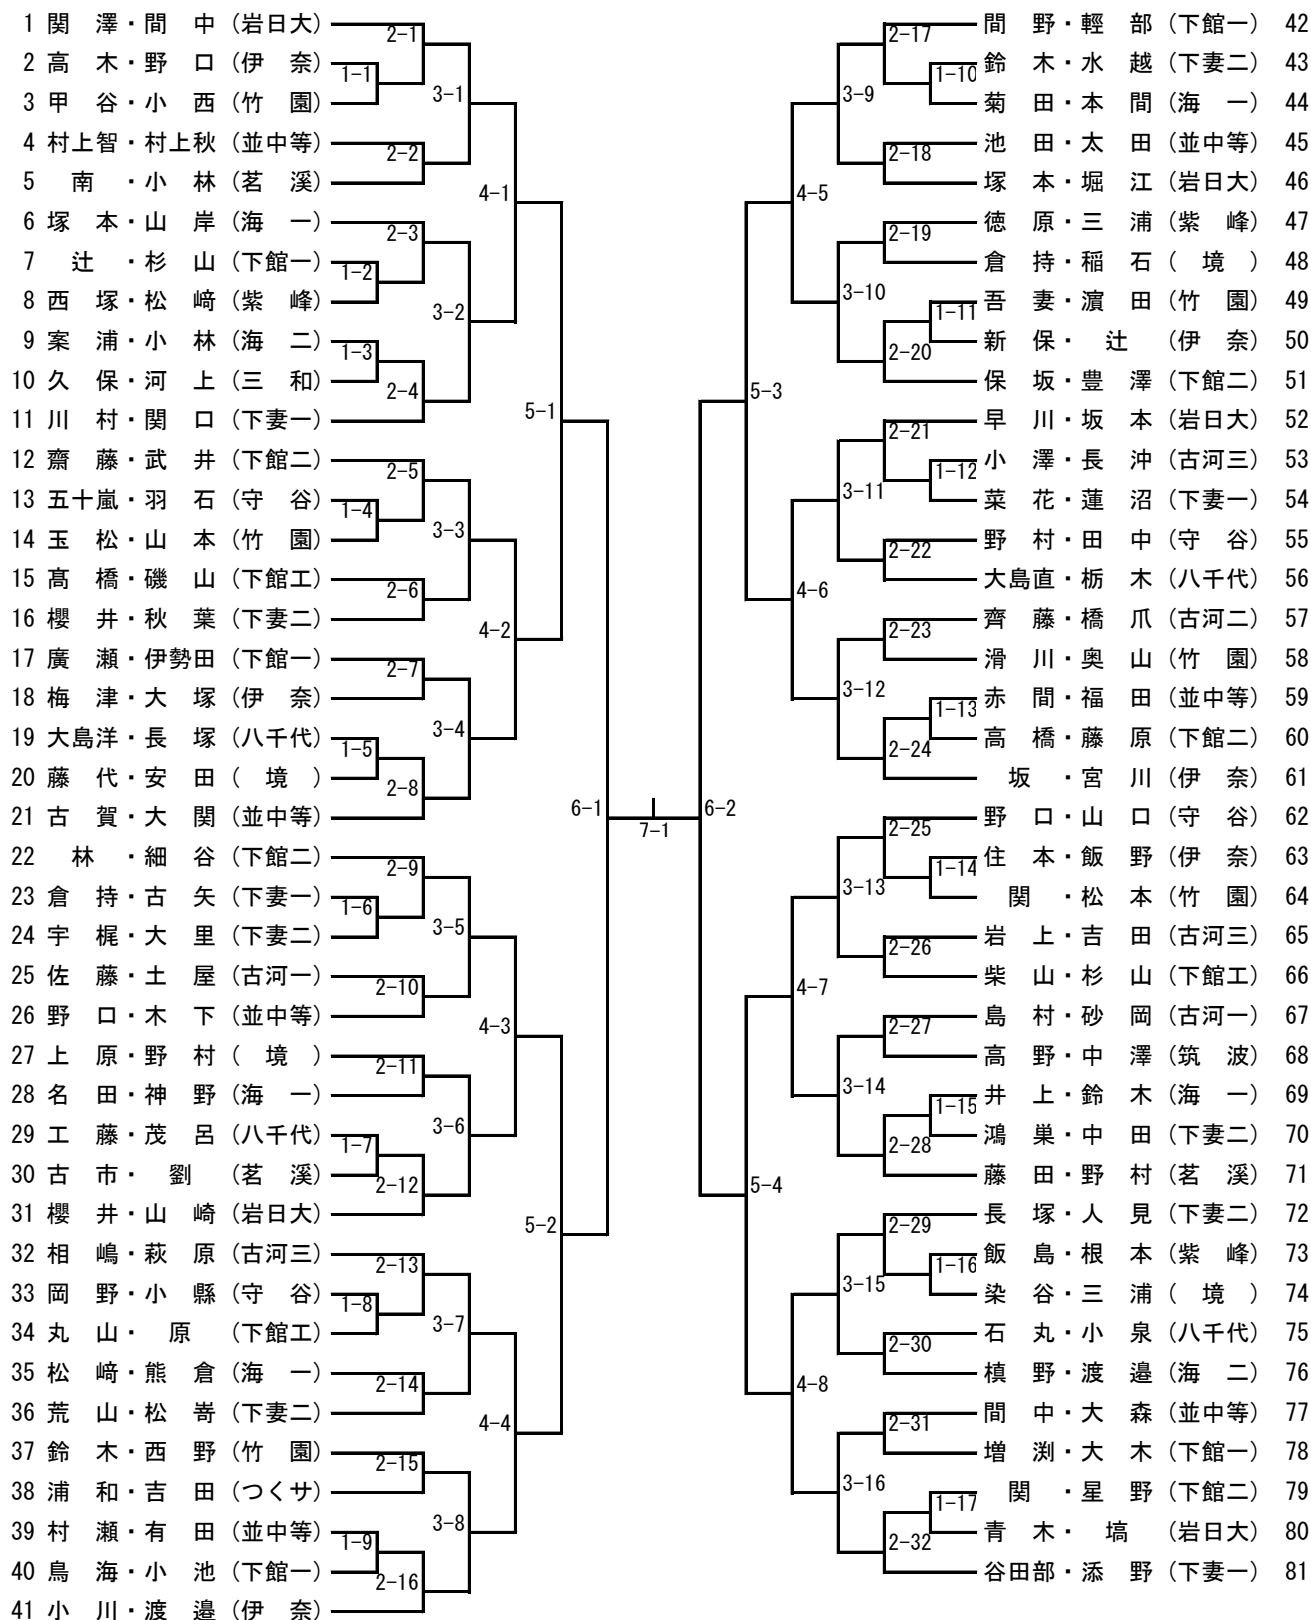 1 関　澤・間　中（岩日大）
2 高　木・野　口（伊　奈）
3 甲　谷・小　西（竹　園）
4 村上智・村上秋（並中等）
5 　南　・小　林（茗　溪）
6 塚　本・山　岸（海　一）
7 　辻　・杉　山（下館一）
8 西　塚・松　﨑（紫　峰）
9 案　浦・小　林（海　二）
10 久　保・河　上（三　和）
11 川　村・関　口（下妻一）
12 齋　藤・武　井（下館二）
13 五十嵐・羽　石（守　谷）
14 玉　松・山　本（竹　園）
15 髙　橋・磯　山（下館工）
16 櫻　井・秋　葉（下妻二）
17 廣　瀬・伊勢田（下館一）
18 梅　津・大　塚（伊　奈）
19 大島洋・長　塚（八千代）
20 藤　代・安　田（　境　）
21 古　賀・大　関（並中等）
22 　林　・細　谷（下館二）
23 倉　持・古　矢（下妻一）
24 宇　梶・大　里（下妻二）
25 佐　藤・土　屋（古河一）
26 野　口・木　下（並中等）
27 上　原・野　村（　境　）
28 名　田・神　野（海　一）
29 工　藤・茂　呂（八千代）
30 古　市・　劉　（茗　溪）
31 櫻　井・山　崎（岩日大）
32 相　嶋・萩　原（古河三）
33 岡　野・小　縣（守　谷）
34 丸　山・　原　（下館工）
35 松　﨑・熊　倉（海　一）
36 荒　山・松　嵜（下妻二）
37 鈴　木・西　野（竹　園）
38 浦　和・吉　田（つくサ）
39 村　瀬・有　田（並中等）
40 鳥　海・小　池（下館一）
41 小　川・渡　邉（伊　奈）
1-1
1-2
1-3
1-4
1-5
1-6
1-7
1-8
1-9
2-1
2-2
2-3
2-4
2-5
2-6
2-7
2-8
2-9
2-10
2-11
2-12
2-13
2-14
2-15
2-16
3-1
3-2
3-3
3-4
3-5
3-6
3-7
3-8
4-1
4-2
4-3
4-4
5-1
5-2
6-1
7-1
6-2
5-3
5-4
4-5
4-6
4-7
4-8
3-9
3-10
3-11
3-12
3-13
3-14
3-15
3-16
2-17
2-18
2-19
2-20
2-21
2-22
2-23
2-24
2-25
2-26
2-27
2-28
2-29
2-30
2-31
2-32
1-10
1-11
1-12
1-13
1-14
1-15
1-16
1-17
間　野・輕　部（下館一） 42
鈴　木・水　越（下妻二） 43
菊　田・本　間（海　一） 44
池　田・太　田（並中等） 45
塚　本・堀　江（岩日大） 46
徳　原・三　浦（紫　峰） 47
倉　持・稲　石（　境　） 48
吾　妻・濵　田（竹　園） 49
新　保・　辻　（伊　奈） 50
保　坂・豊　澤（下館二） 51
早　川・坂　本（岩日大） 52
小　澤・長　沖（古河三） 53
菜　花・蓮　沼（下妻一） 54
野　村・田　中（守　谷） 55
大島直・栃　木（八千代） 56
齊　藤・橋　爪（古河二） 57
滑　川・奥　山（竹　園） 58
赤　間・福　田（並中等） 59
高　橋・藤　原（下館二） 60
　坂　・宮　川（伊　奈） 61
野　口・山　口（守　谷） 62
住　本・飯　野（伊　奈） 63
　関　・松　本（竹　園） 64
岩　上・吉　田（古河三） 65
柴　山・杉　山（下館工） 66
島　村・砂　岡（古河一） 67
高　野・中　澤（筑　波） 68
井　上・鈴　木（海　一） 69
鴻　巣・中　田（下妻二） 70
藤　田・野　村（茗　溪） 71
長　塚・人　見（下妻二） 72
飯　島・根　本（紫　峰） 73
染　谷・三　浦（　境　） 74
石　丸・小　泉（八千代） 75
槙　野・渡　邉（海　二） 76
間　中・大　森（並中等） 77
増　渕・大　木（下館一） 78
　関　・星　野（下館二） 79
青　木・　塙　（岩日大） 80
谷田部・添　野（下妻一） 81